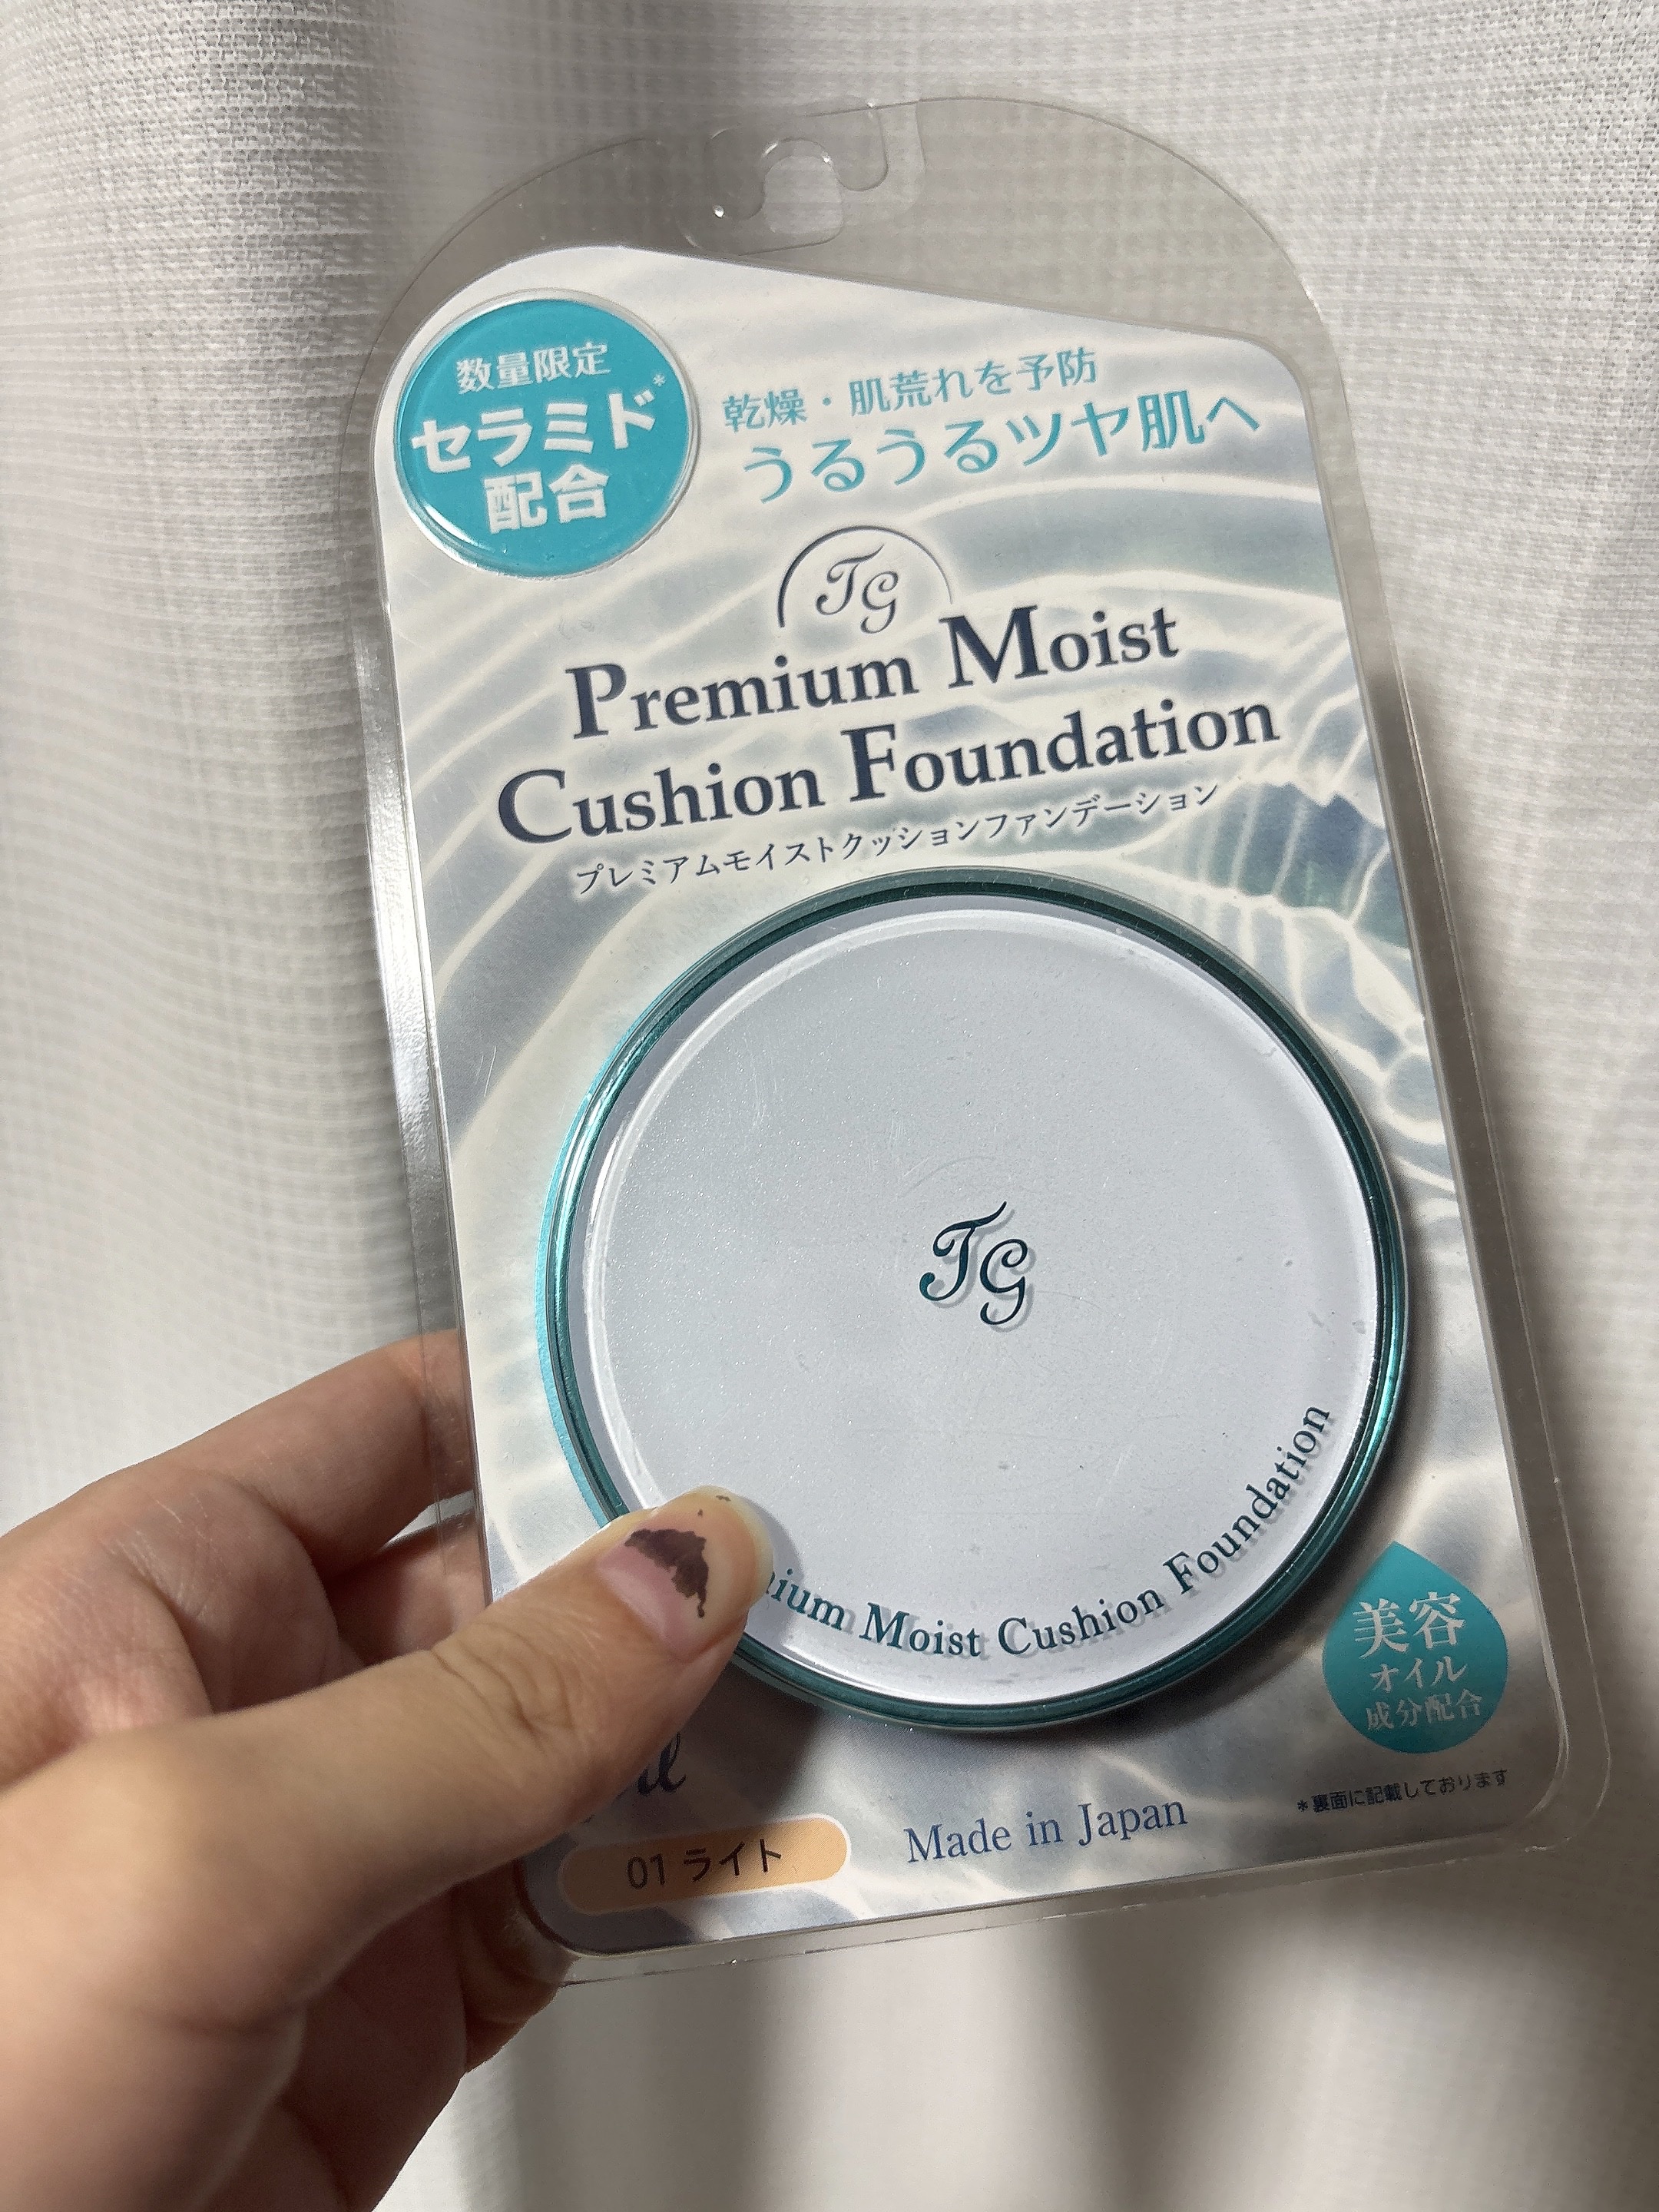 数量限定
セラミド*
配合
乾燥・肌荒れを予防
うるうるツヤ肌へ
TG
Premium Moist
Cushion Foundation
プレミアムモイストクッションファンデーション
TG
Moist Cushion Foundation
美容
オイル
成分配合
*裏面に記載しております
Made in Japan
01 ライト